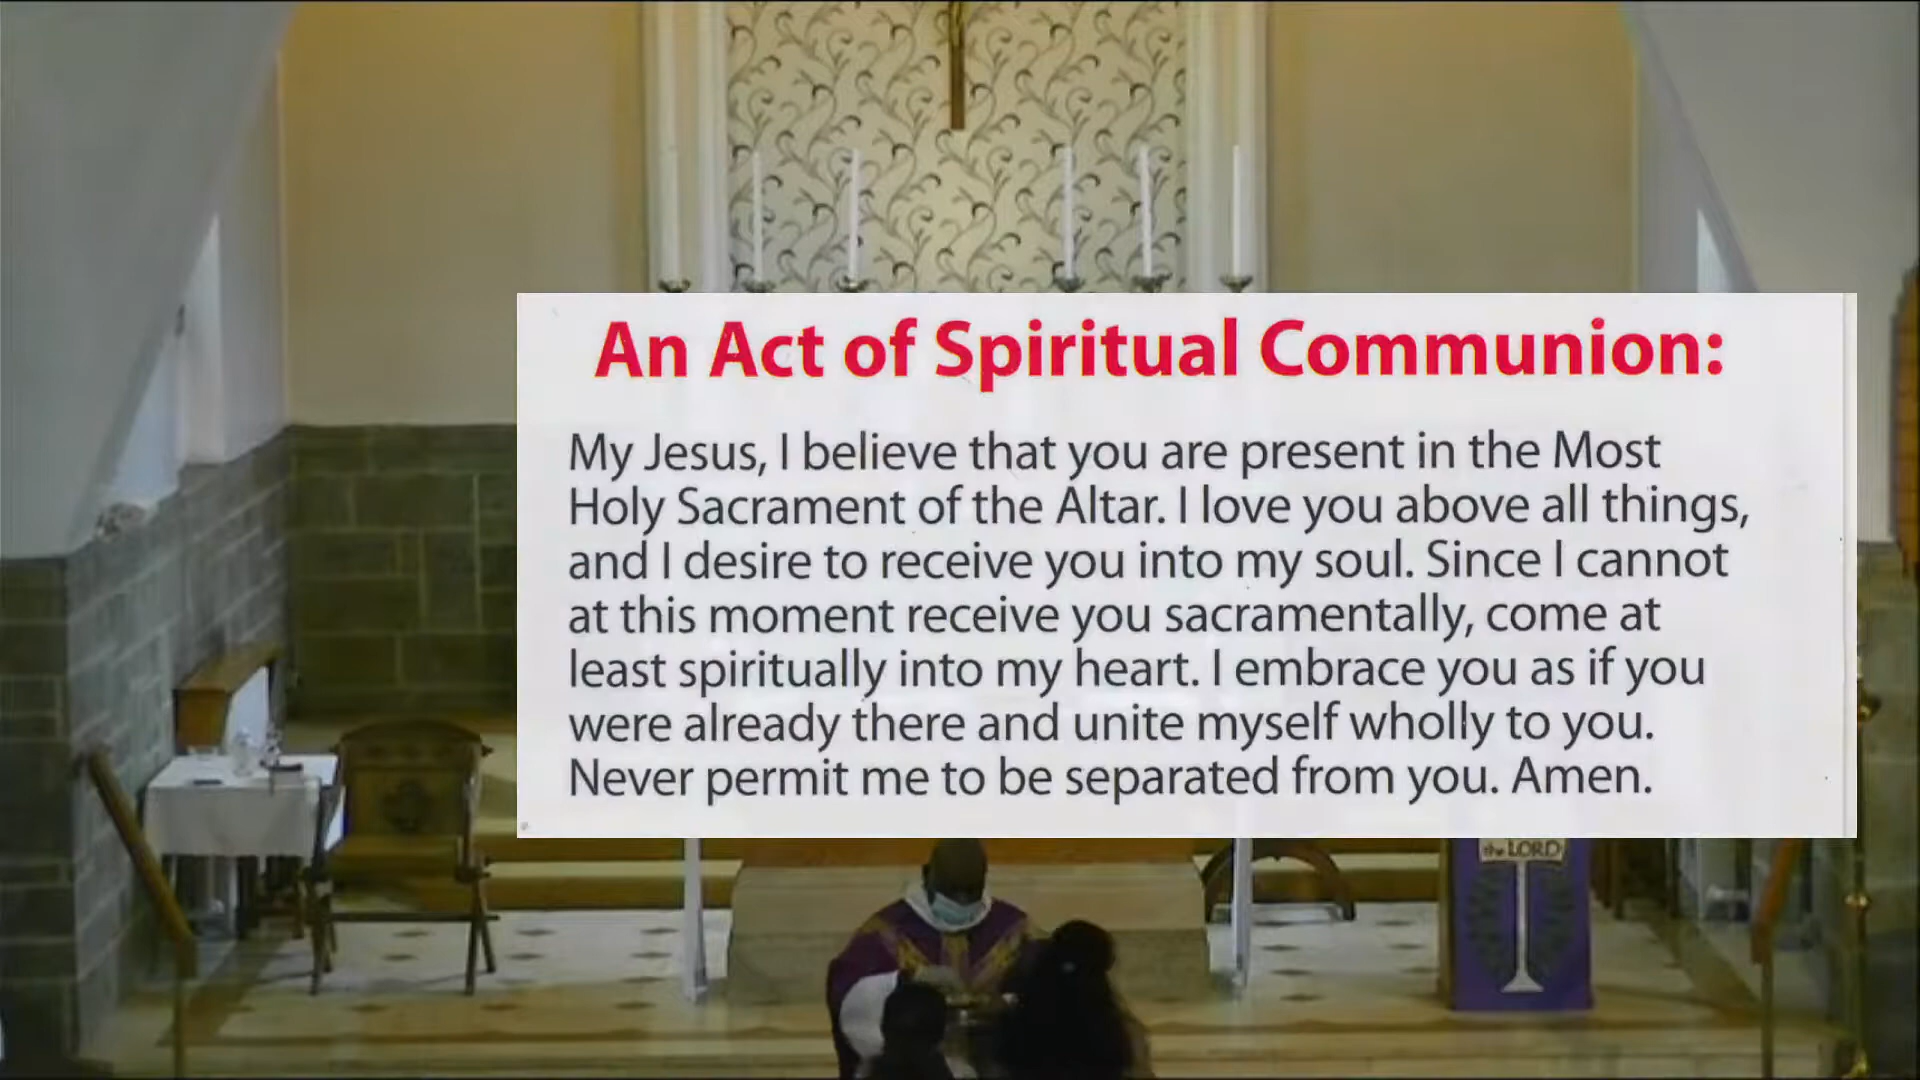 An Act of Spiritual Communion:
My Jesus, I believe that you are present in the Most
Holy Sacrament of the Altar. I love you above all things,
and I desire to receive you into my soul. Since I cannot
at this moment receive you sacramentally, come at
least spiritually into my heart. I embrace you as if you
were already there and unite myself wholly to you.
Never permit me to be separated from you. Amen.
the LORD